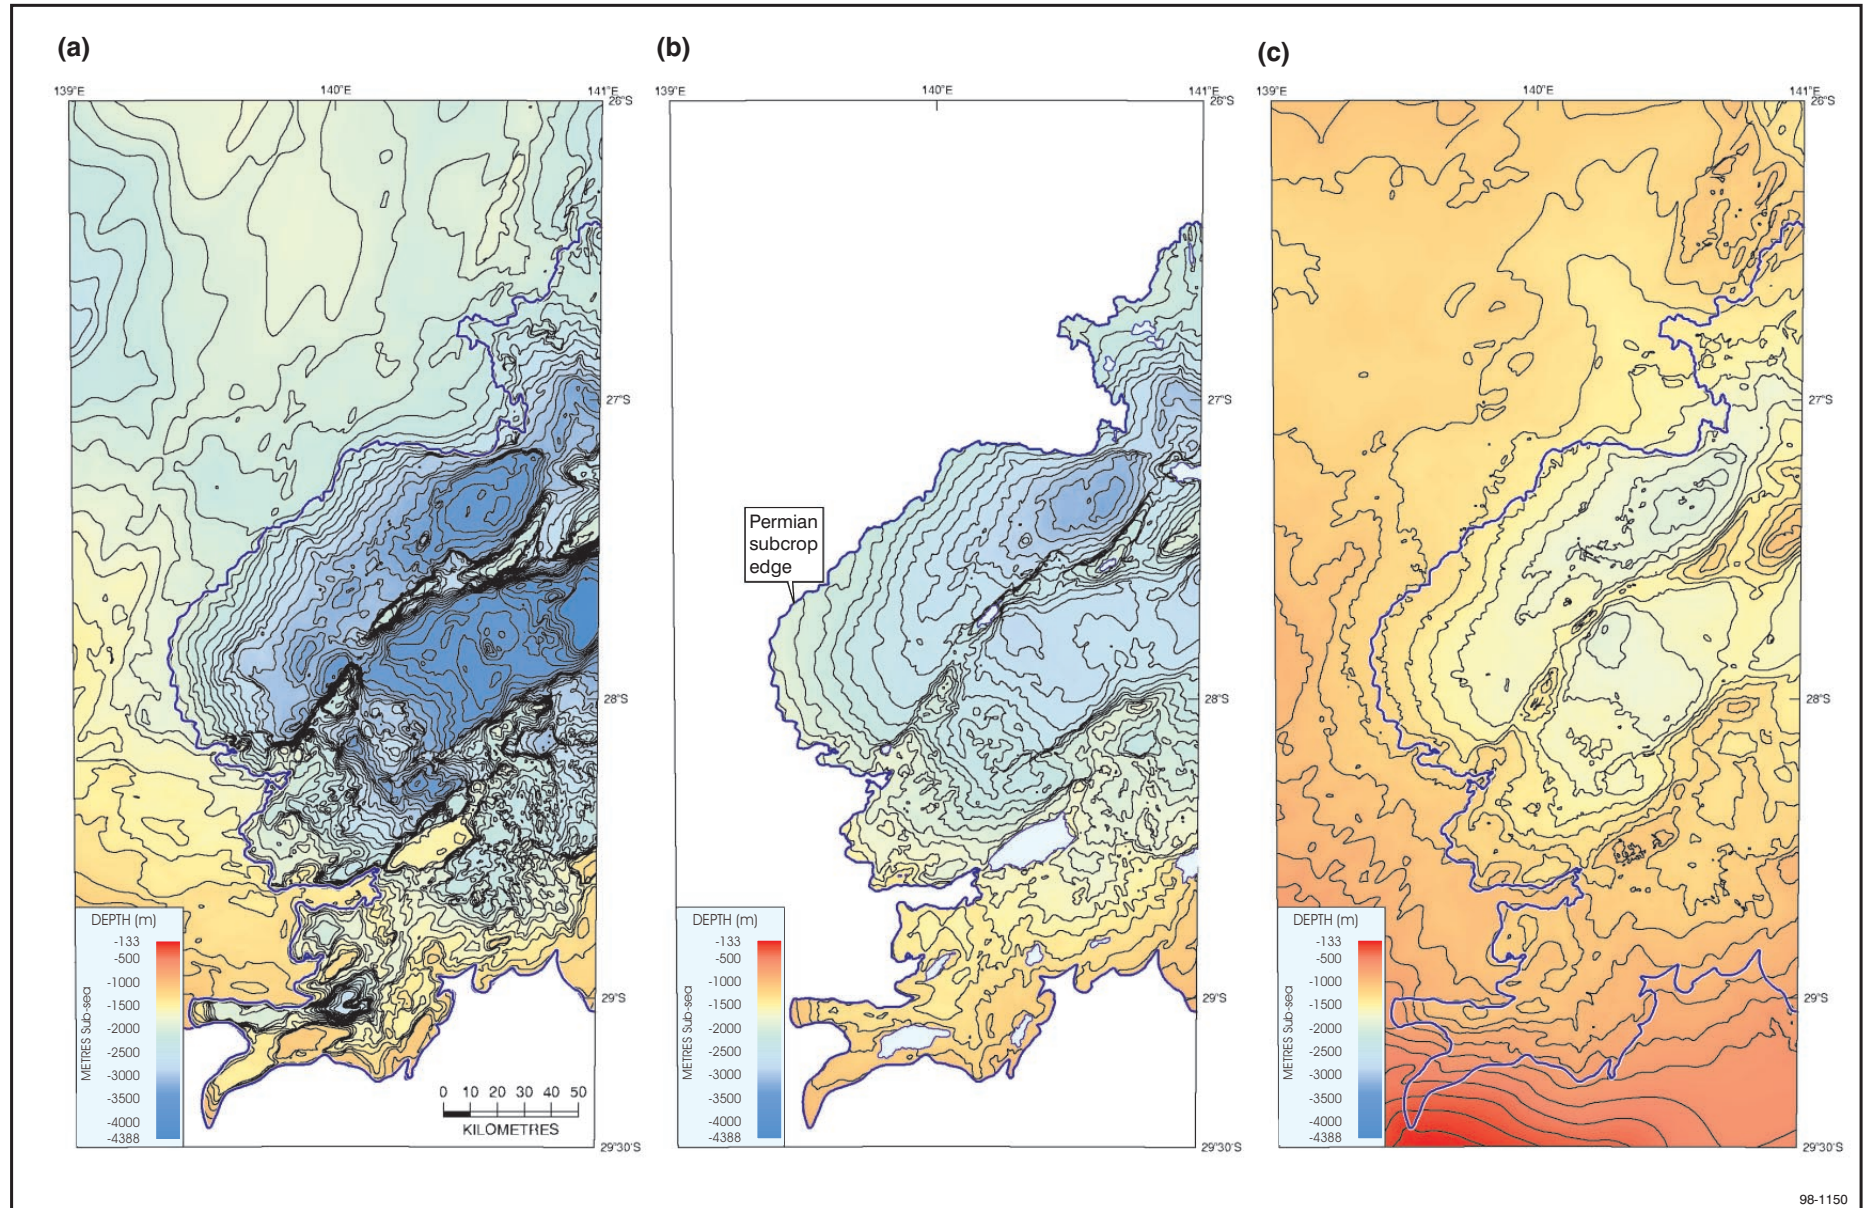 (a)
(b)
(c)
139°E
140°E
141°E
26°S
139°E
140°E
141°E
26°S
139°E
140°E
141°E
26°S
27°S
27°S
27°S
Permian
subcrop
edge
28°S
28°S
28°S
DEPTH (m)
-133
-500
-1000
-1500
-2000
-2500
-3000
-3500
-4000
-4388
METRES Sub-sea
DEPTH (m)
-133
-500
-1000
-1500
-2000
-2500
-3000
-3500
-4000
-4388
METRES Sub-sea
DEPTH (m)
-133
-500
-1000
-1500
-2000
-2500
-3000
-3500
-4000
-4388
METRES Sub-sea
29°S
29°S
29°S
0 10 20 30 40 50
KILOMETRES
29°30'S
29°30'S
29°30'S
98-1150